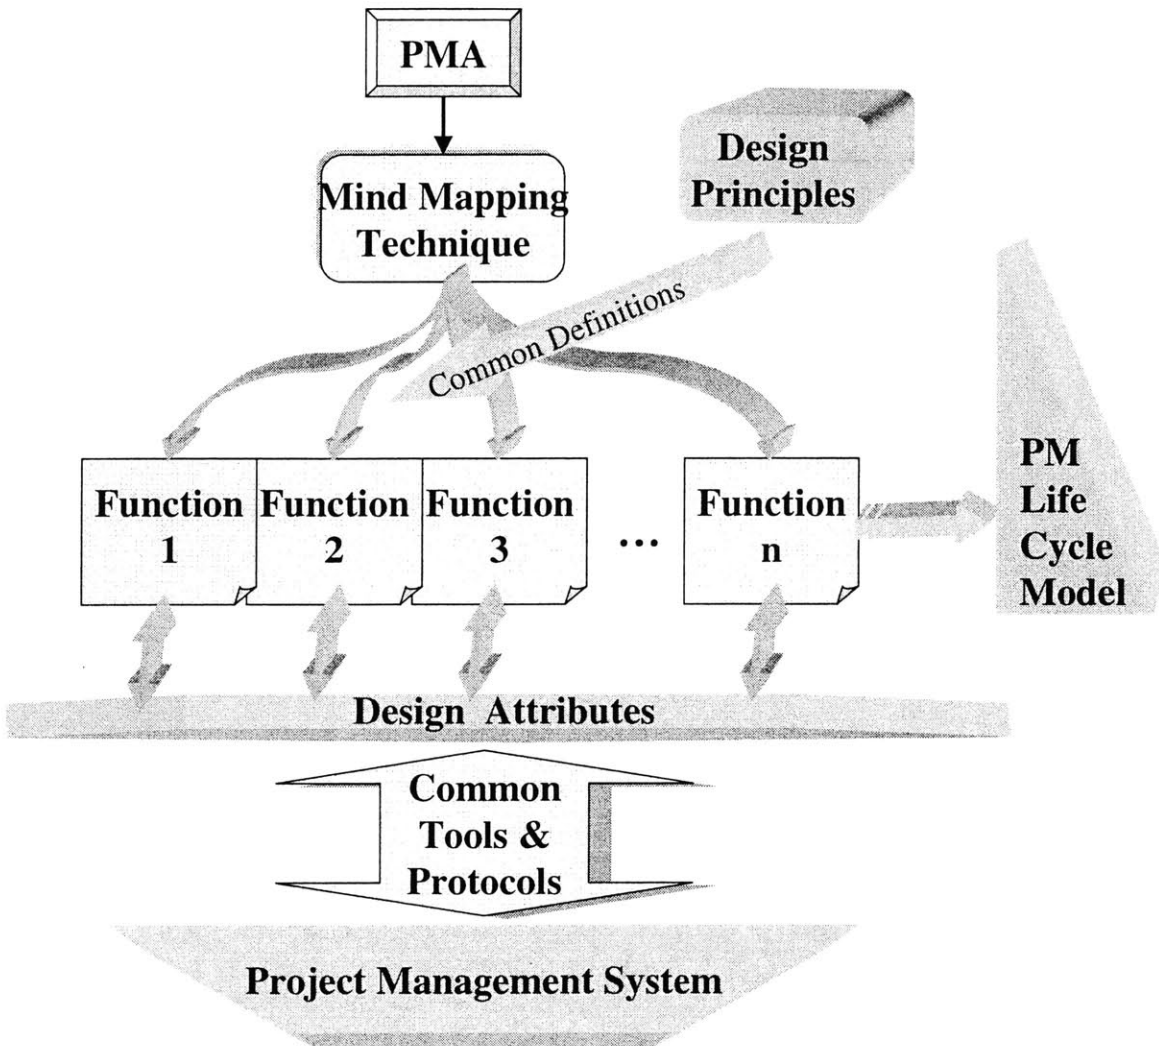 PMA
Mind Mapping
Technique
Design
Principles
Common Definitions
Function
1
Function
2
Function
3
...
Function
n
PM
Life
Cycle
Model
Design Attributes
Common
Tools &
Protocols
Project Management System